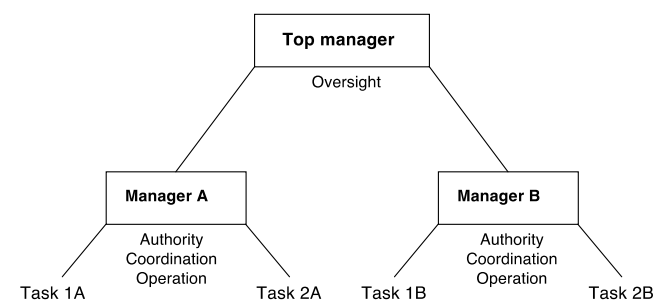 Top manager
Oversight
Manager A
Manager B
Authority
Coordination
Operation
Authority
Coordination
Operation
Task 1A
Task 2A
Task 1B
Task 2B